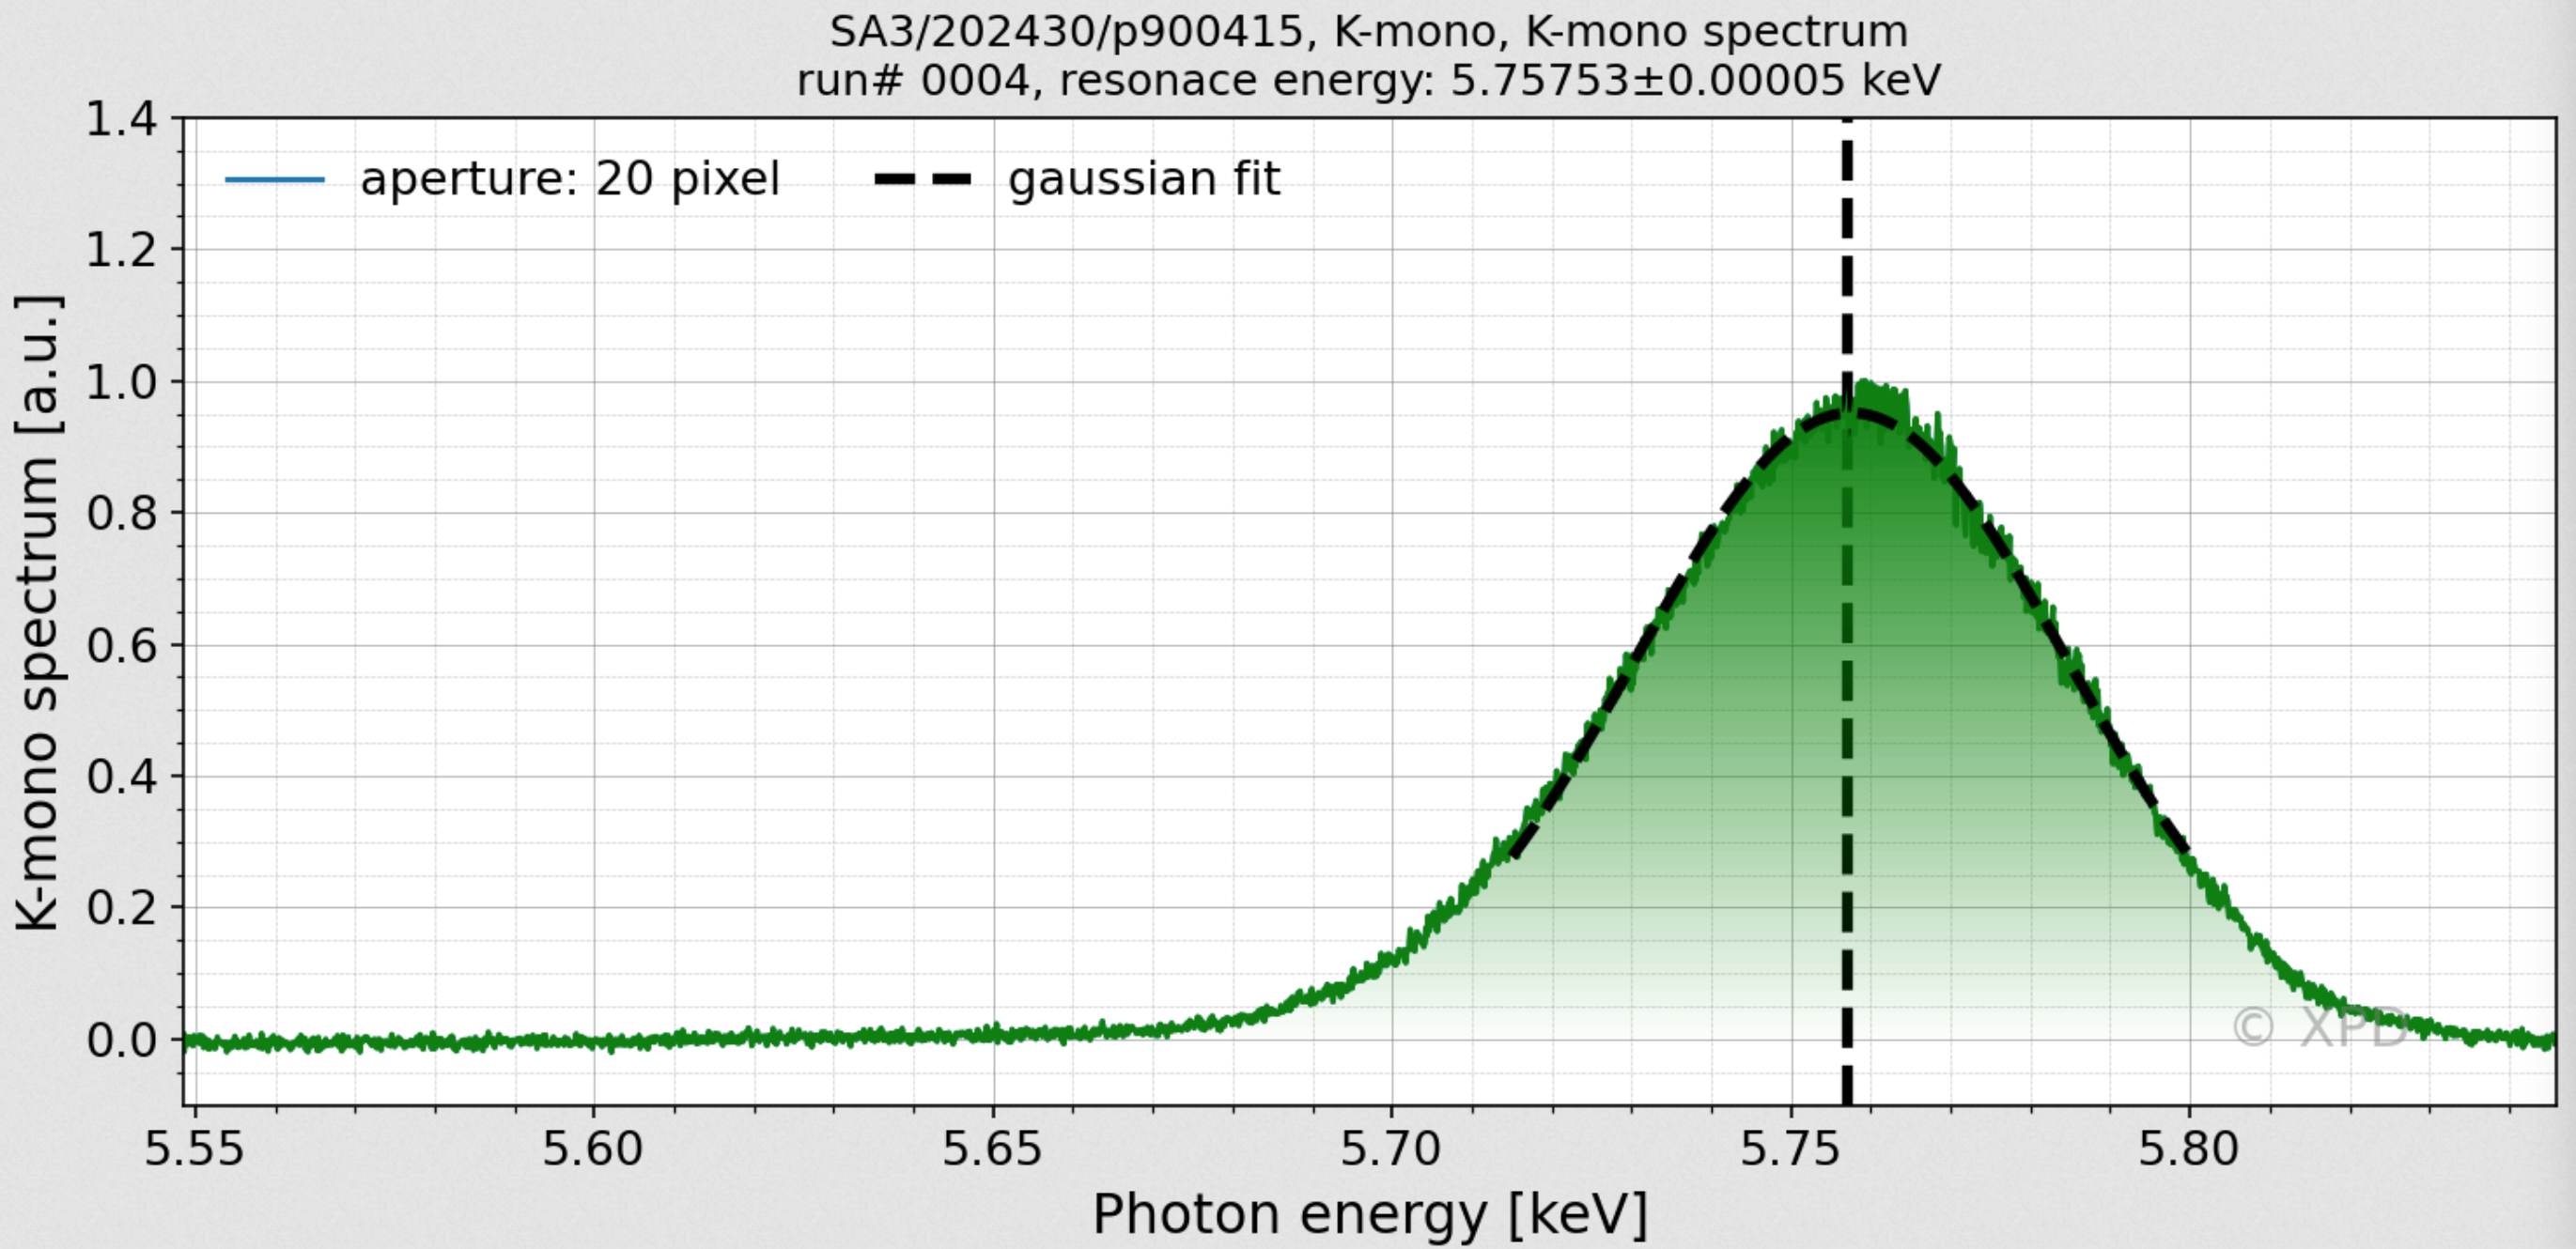 SA3/202430/p900415, K-mono, K-mono spectrum
run# 0004, resonace energy: 5.75753±0.00005 keV
aperture: 20 pixel
gaussian fit
K-mono spectrum [a.u.]
1.4
1.2
1.0
0.8
0.6
0.4
0.2
0.0
© XPD
5.55 5.60 5.65 5.70 5.75 5.80
Photon energy [keV]